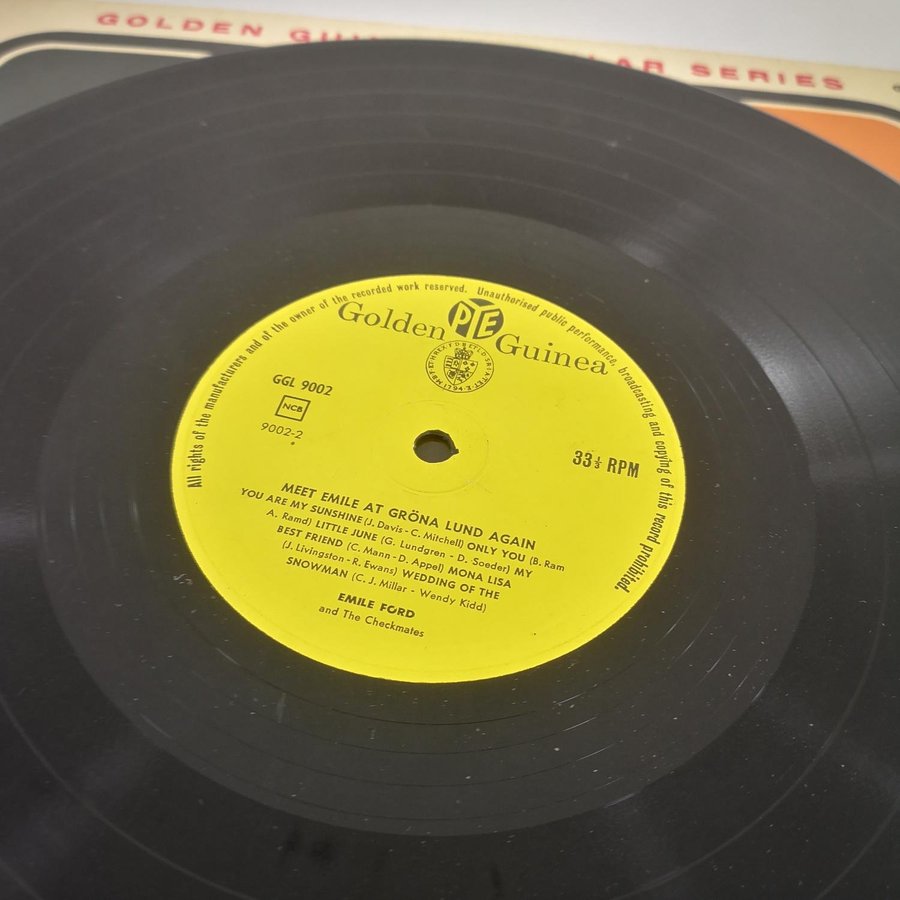 GOLDEN GUI LAR SERIES
All rights of the manufacturers and of the owner of the recorded work reserved. Unauthorised public performance, broadcasting and copying of this record prohibited.
Golden PYE Guinea
GGL 9002
NCB
9002-2
33⅓ RPM
MEET EMILE AT GRÖNA LUND AGAIN
YOU ARE MY SUNSHINE (J. Davis - C. Mitchell) ONLY YOU (B. Ram
A. Ramd) LITTLE JUNE (G. Lundgren - D. Soeder) MY
BEST FRIEND (C. Mann - D. Appel) MONA LISA
(J. Livingston - R. Ewans) WEDDING OF THE
SNOWMAN (C. J. Millar - Wendy Kidd)
EMILE FORD
and The Checkmates